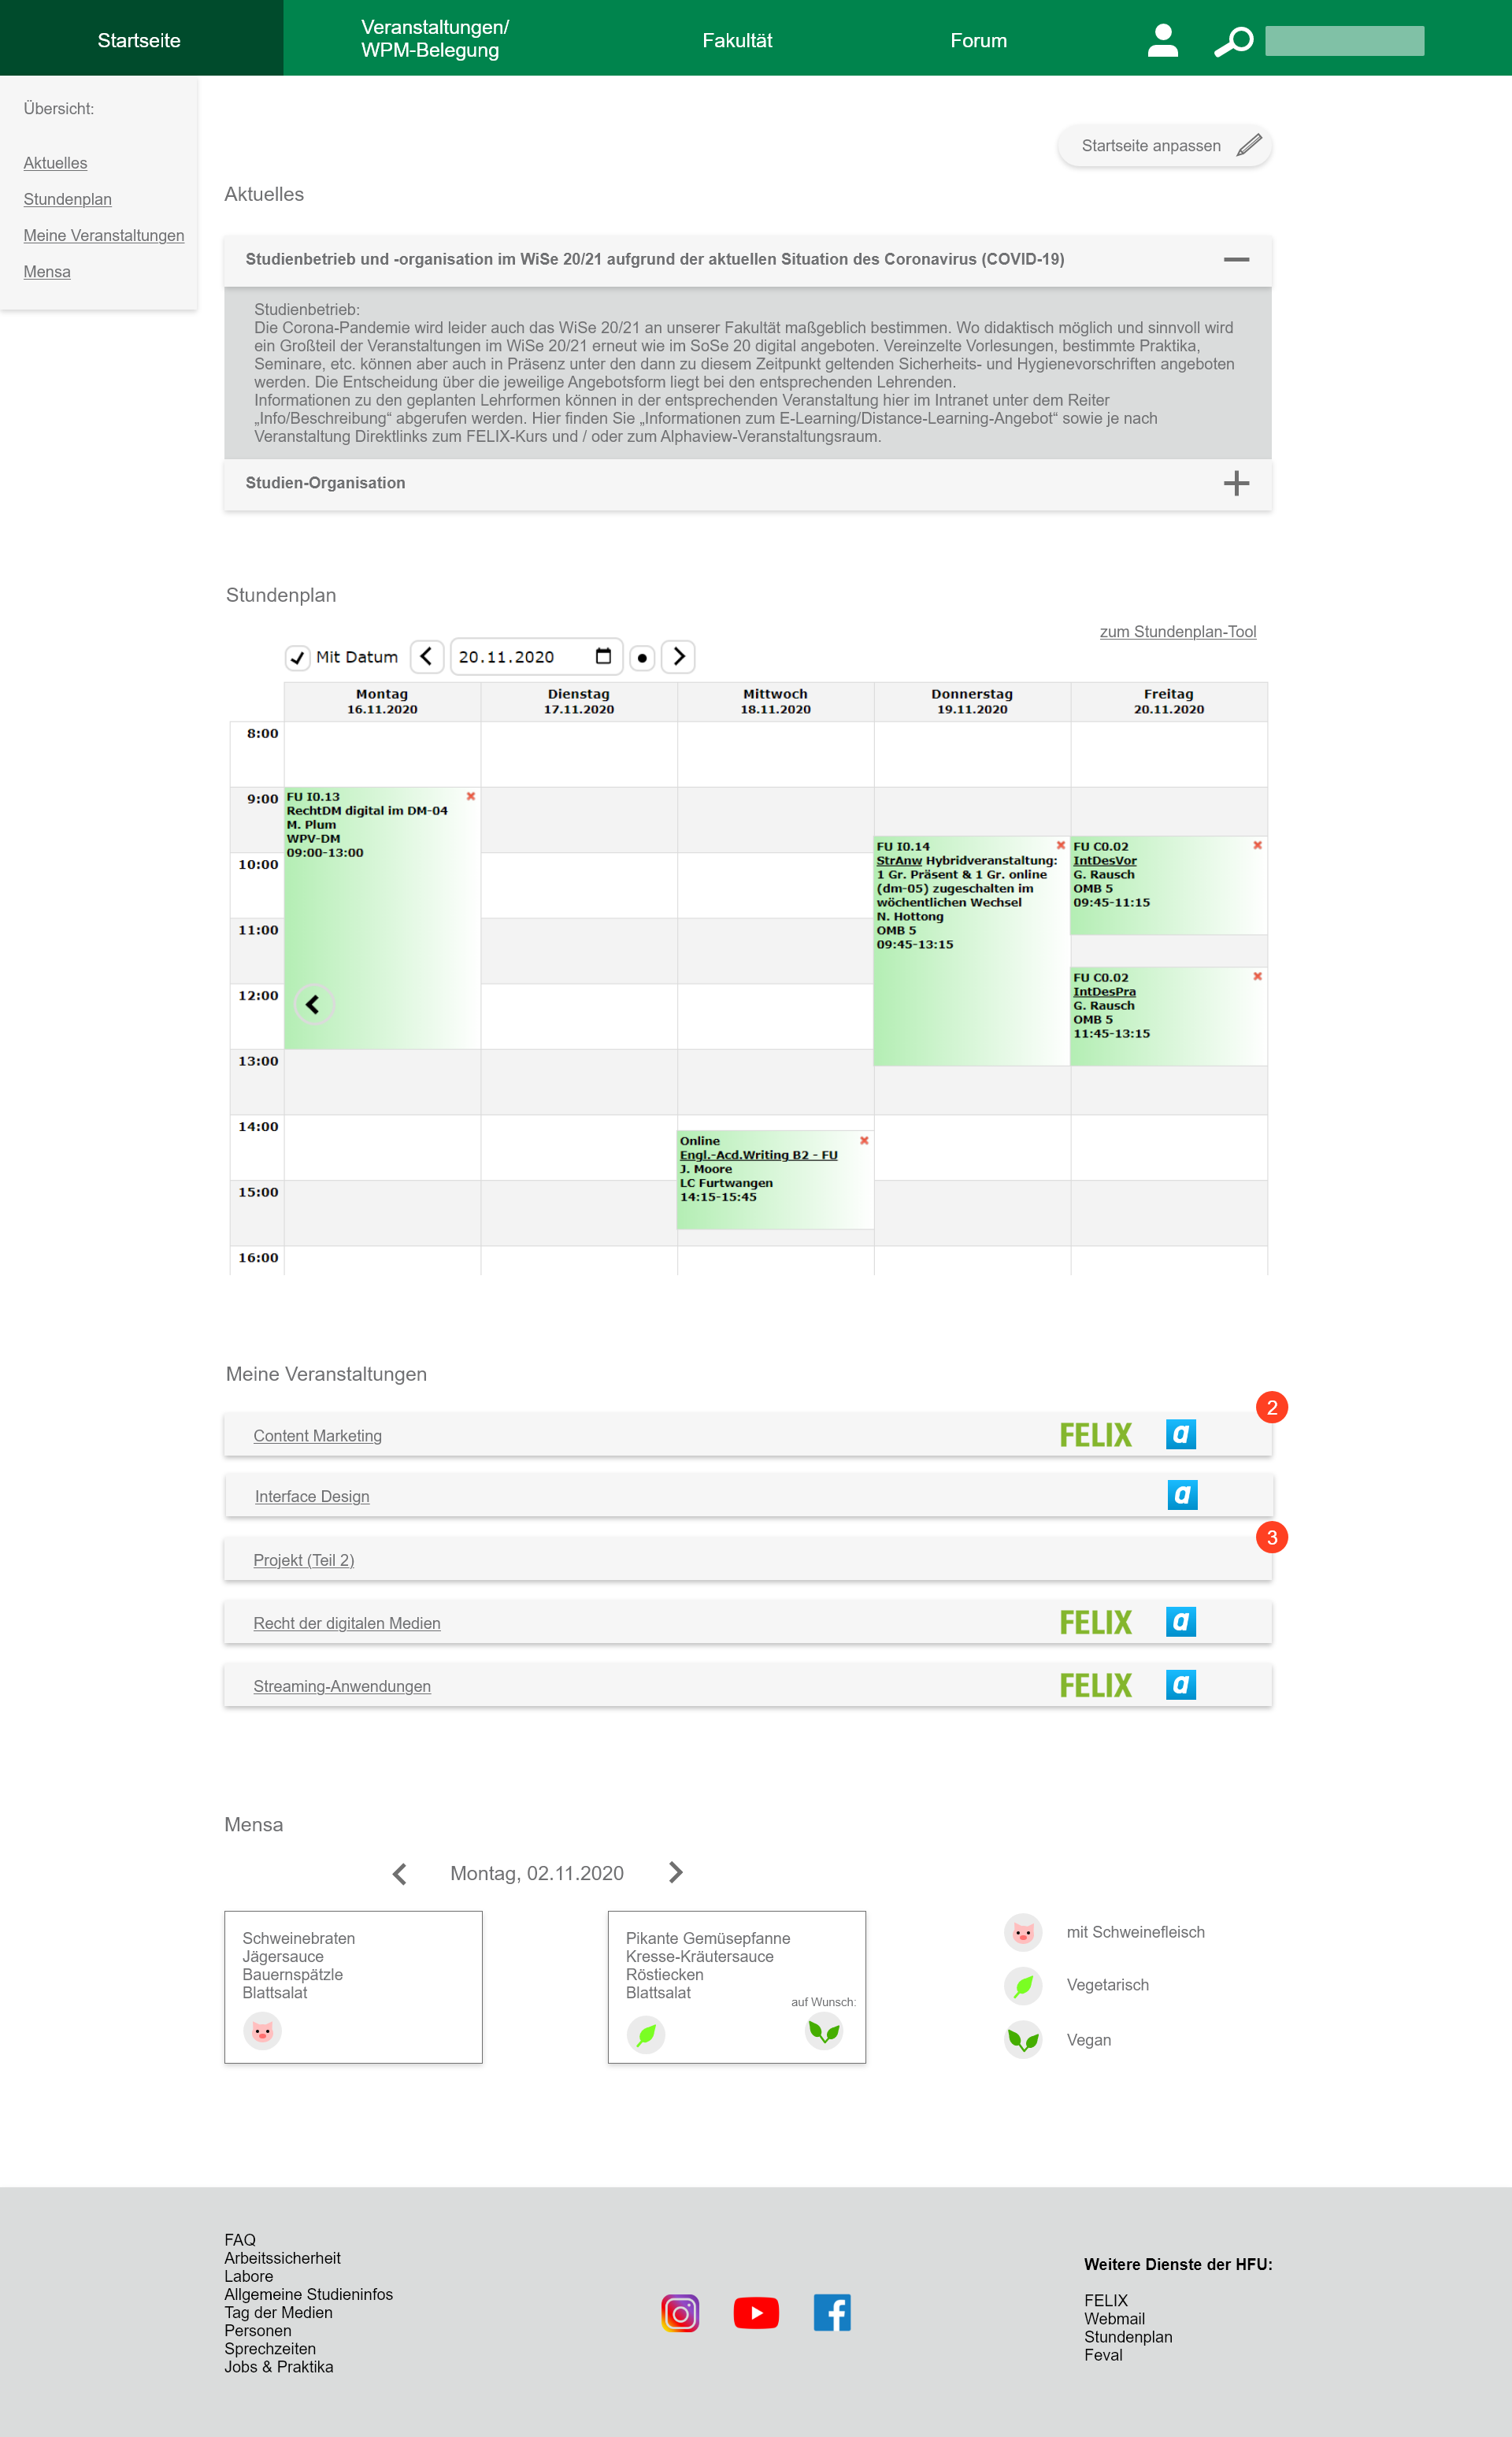 Startseite
Veranstaltungen/
WPM-Belegung
Fakultät
Forum
Übersicht:
Aktuelles
Stundenplan
Meine Veranstaltungen
Mensa
Startseite anpassen
Aktuelles
Studienbetrieb und -organisation im WiSe 20/21 aufgrund der aktuellen Situation des Coronavirus (COVID-19)
Studienbetrieb:
Die Corona-Pandemie wird leider auch das WiSe 20/21 an unserer Fakultät maßgeblich bestimmen. Wo didaktisch möglich und sinnvoll wird
ein Großteil der Veranstaltungen im WiSe 20/21 erneut wie im SoSe 20 digital angeboten. Vereinzelte Vorlesungen, bestimmte Praktika,
Seminare, etc. können aber auch in Präsenz unter den dann zu diesem Zeitpunkt geltenden Sicherheits- und Hygienevorschriften angeboten
werden. Die Entscheidung über die jeweilige Angebotsform liegt bei den entsprechenden Lehrenden.
Informationen zu den geplanten Lehrformen können in der entsprechenden Veranstaltung hier im Intranet unter dem Reiter
„Info/Beschreibung“ abgerufen werden. Hier finden Sie „Informationen zum E-Learning/Distance-Learning-Angebot“ sowie je nach
Veranstaltung Direktlinks zum FELIX-Kurs und / oder zum Alphaview-Veranstaltungsraum.
Studien-Organisation
Stundenplan
zum Stundenplan-Tool
Mit Datum
20.11.2020
Montag
16.11.2020
Dienstag
17.11.2020
Mittwoch
18.11.2020
Donnerstag
19.11.2020
Freitag
20.11.2020
8:00
9:00
10:00
11:00
12:00
13:00
14:00
15:00
16:00
FU I0.13
RechtDM digital im DM-04
M. Plum
WPV-DM
09:00-13:00
Online
Engl.-Acd.Writing B2 - FU
J. Moore
LC Furtwangen
14:15-15:45
FU I0.14
StrAnw Hybridveranstaltung:
1 Gr. Präsent & 1 Gr. online
(dm-05) zugeschalten im
wöchentlichen Wechsel
N. Hottong
OMB 5
09:45-13:15
FU C0.02
IntDesVor
G. Rausch
OMB 5
09:45-11:15
FU C0.02
IntDesPra
G. Rausch
OMB 5
11:45-13:15
Meine Veranstaltungen
2
Content Marketing
FELIX
a
Interface Design
a
3
Projekt (Teil 2)
Recht der digitalen Medien
FELIX
a
Streaming-Anwendungen
FELIX
a
Mensa
Montag, 02.11.2020
Schweinebraten
Jägersauce
Bauernspätzle
Blattsalat
Pikante Gemüsepfanne
Kresse-Kräutersauce
Röstiecken
Blattsalat
auf Wunsch:
mit Schweinefleisch
Vegetarisch
Vegan
FAQ
Arbeitssicherheit
Labore
Allgemeine Studieninfos
Tag der Medien
Personen
Sprechzeiten
Jobs & Praktika
Weitere Dienste der HFU:
FELIX
Webmail
Stundenplan
Feval